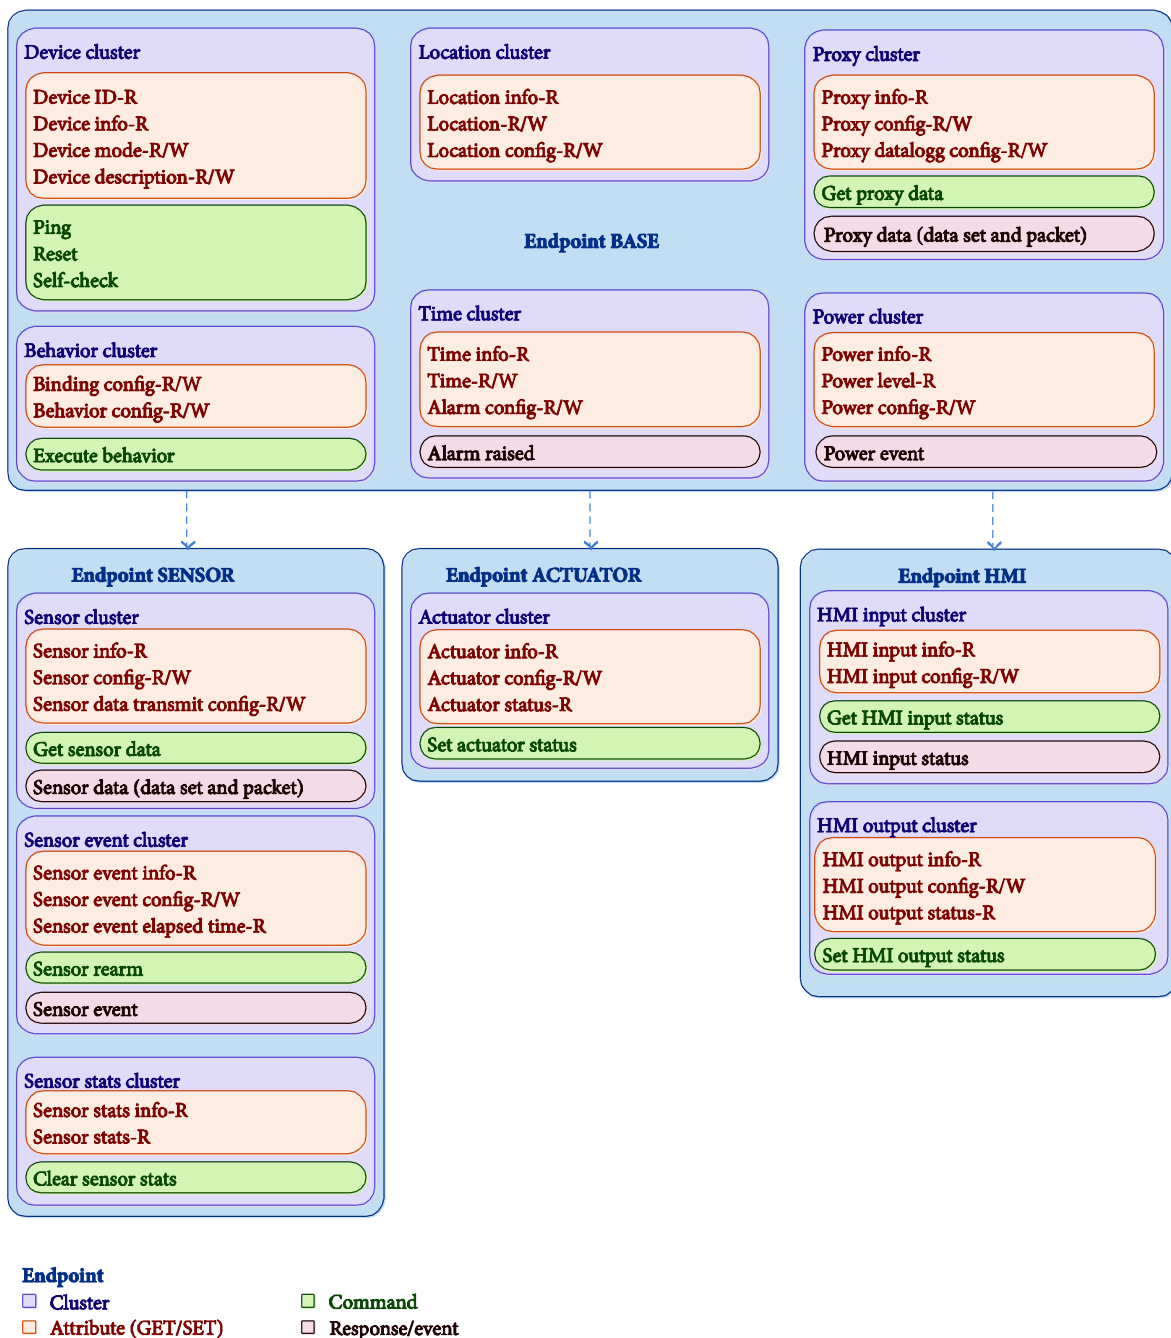 Device cluster
Device ID-R
Device info-R
Device mode-R/W
Device description-R/W
Ping
Reset
Self-check
Behavior cluster
Binding config-R/W
Behavior config-R/W
Execute behavior
Location cluster
Location info-R
Location-R/W
Location config-R/W
Endpoint BASE
Time cluster
Time info-R
Time-R/W
Alarm config-R/W
Alarm raised
Proxy cluster
Proxy info-R
Proxy config-R/W
Proxy datalogg config-R/W
Get proxy data
Proxy data (data set and packet)
Power cluster
Power info-R
Power level-R
Power config-R/W
Power event
Endpoint SENSOR
Sensor cluster
Sensor info-R
Sensor config-R/W
Sensor data transmit config-R/W
Get sensor data
Sensor data (data set and packet)
Sensor event cluster
Sensor event info-R
Sensor event config-R/W
Sensor event elapsed time-R
Sensor rearm
Sensor event
Sensor stats cluster
Sensor stats info-R
Sensor stats-R
Clear sensor stats
Endpoint ACTUATOR
Actuator cluster
Actuator info-R
Actuator config-R/W
Actuator status-R
Set actuator status
Endpoint HMI
HMI input cluster
HMI input info-R
HMI input config-R/W
Get HMI input status
HMI input status
HMI output cluster
HMI output info-R
HMI output config-R/W
HMI output status-R
Set HMI output status
Endpoint
Cluster
Attribute (GET/SET)
Command
Response/event